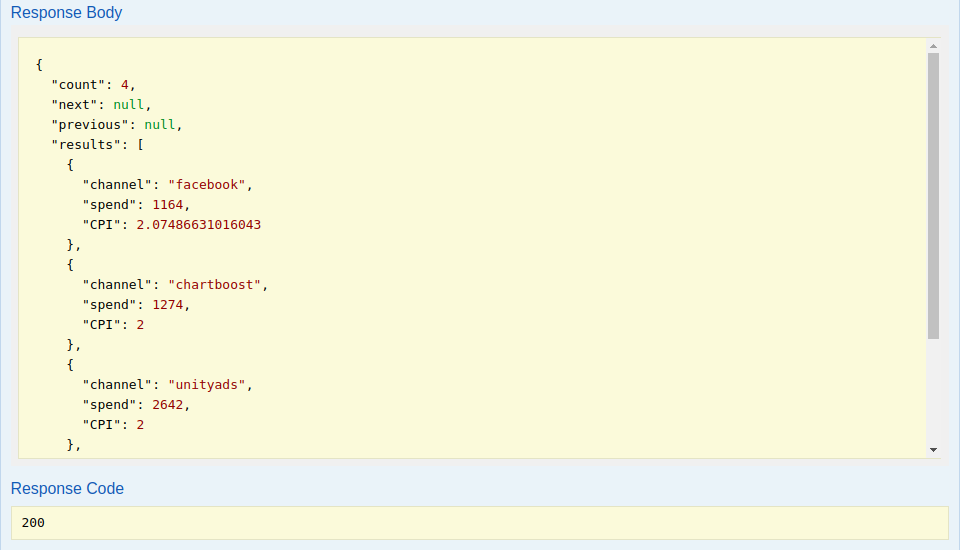 Response Body
{
"count": 4,
"next": null,
"previous": null,
"results": [
{
"channel": "facebook",
"spend": 1164,
"CPI": 2.07486631016043
},
{
"channel": "chartboost",
"spend": 1274,
"CPI": 2
},
{
"channel": "unityads",
"spend": 2642,
"CPI": 2
},
Response Code
200